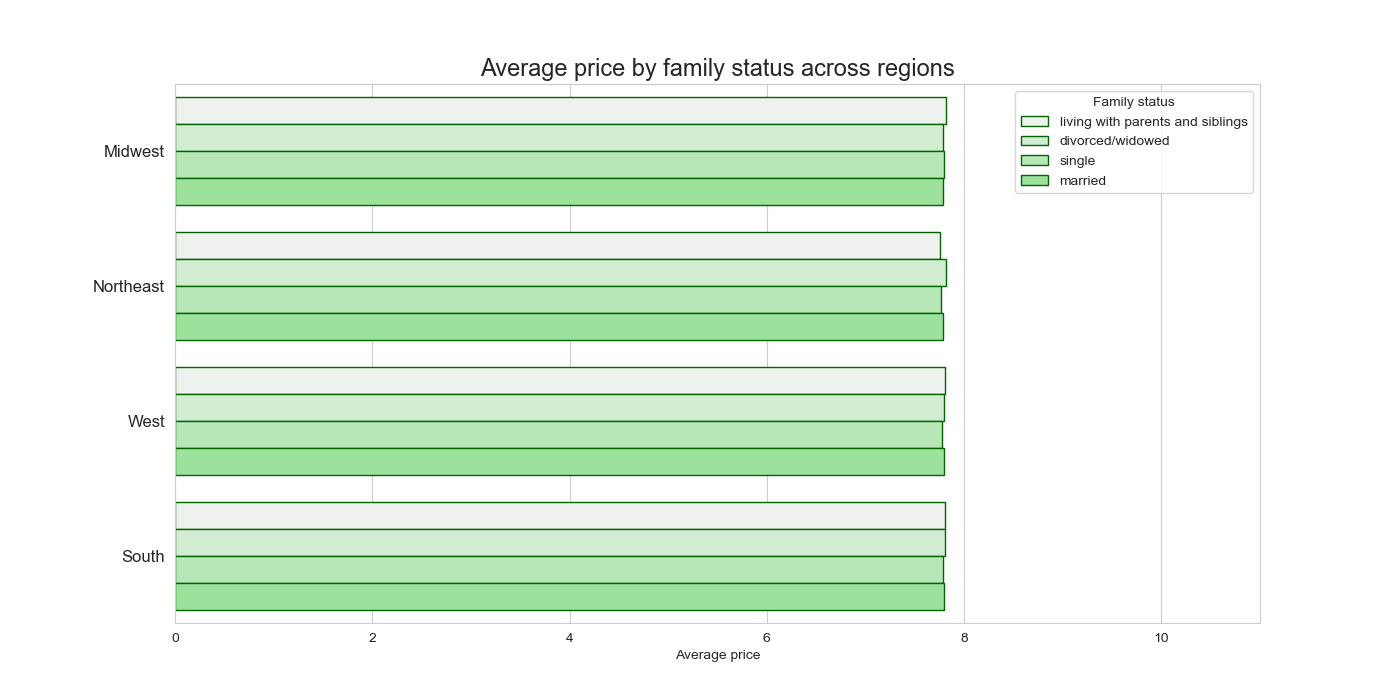 Average price by family status across regions
Family status
living with parents and siblings
divorced/widowed
single
married
Midwest
Northeast
West
South
0 2 4 6 8 10
Average price